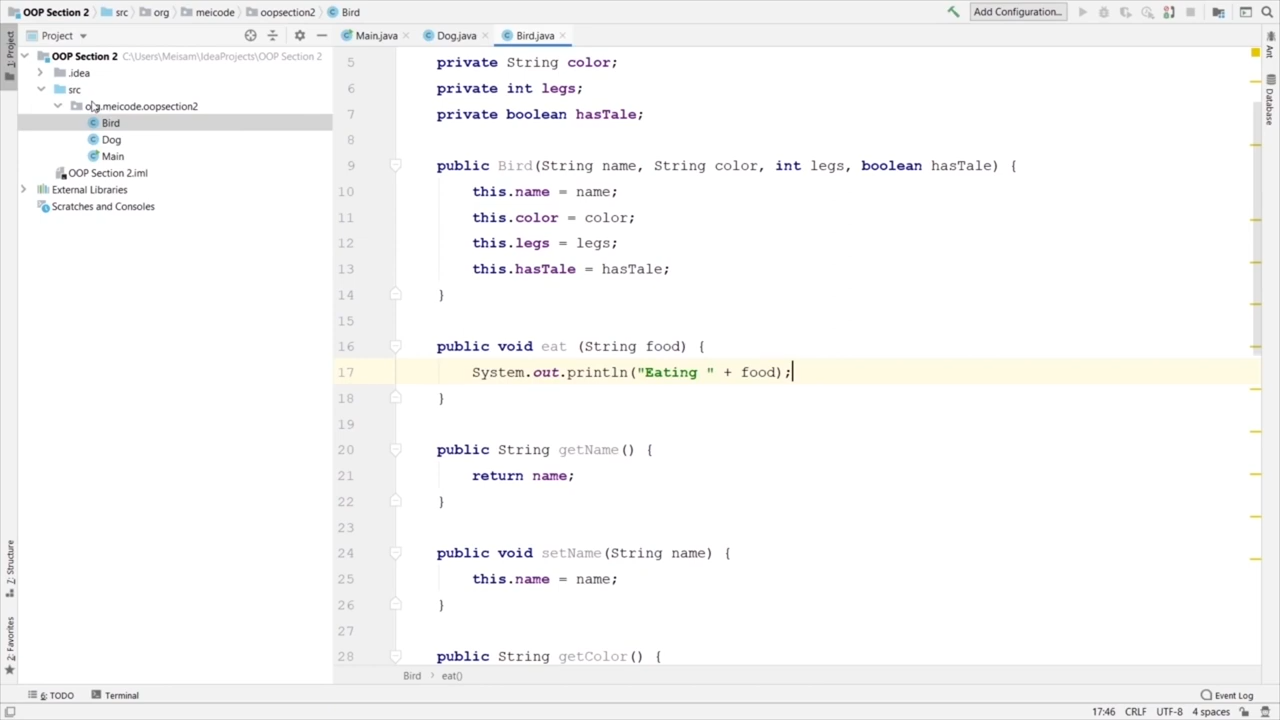 OOP Section 2 src org meicode oopsection2 Bird Add Configuration...
Project Main.java Dog.java Bird.java
1: Project
OOP Section 2 C:\Users\Meisam\IdeaProjects\OOP Section 2
.idea
src
org.meicode.oopsection2
Bird
Dog
Main
OOP Section 2.iml
External Libraries
Scratches and Consoles
5 private String color;
6 private int legs;
7 private boolean hasTale;
8
9 public Bird(String name, String color, int legs, boolean hasTale) {
10 this.name = name;
11 this.color = color;
12 this.legs = legs;
13 this.hasTale = hasTale;
14 }
15
16 public void eat (String food) {
17 System.out.println("Eating " + food);
18 }
19
20 public String getName() {
21 return name;
22 }
23
24 public void setName(String name) {
25 this.name = name;
26 }
27
28 public String getColor() {
Bird eat()
Ant
Database
Z: Structure
2: Favorites
6: TODO Terminal Event Log
17:46 CRLF UTF-8 4 spaces